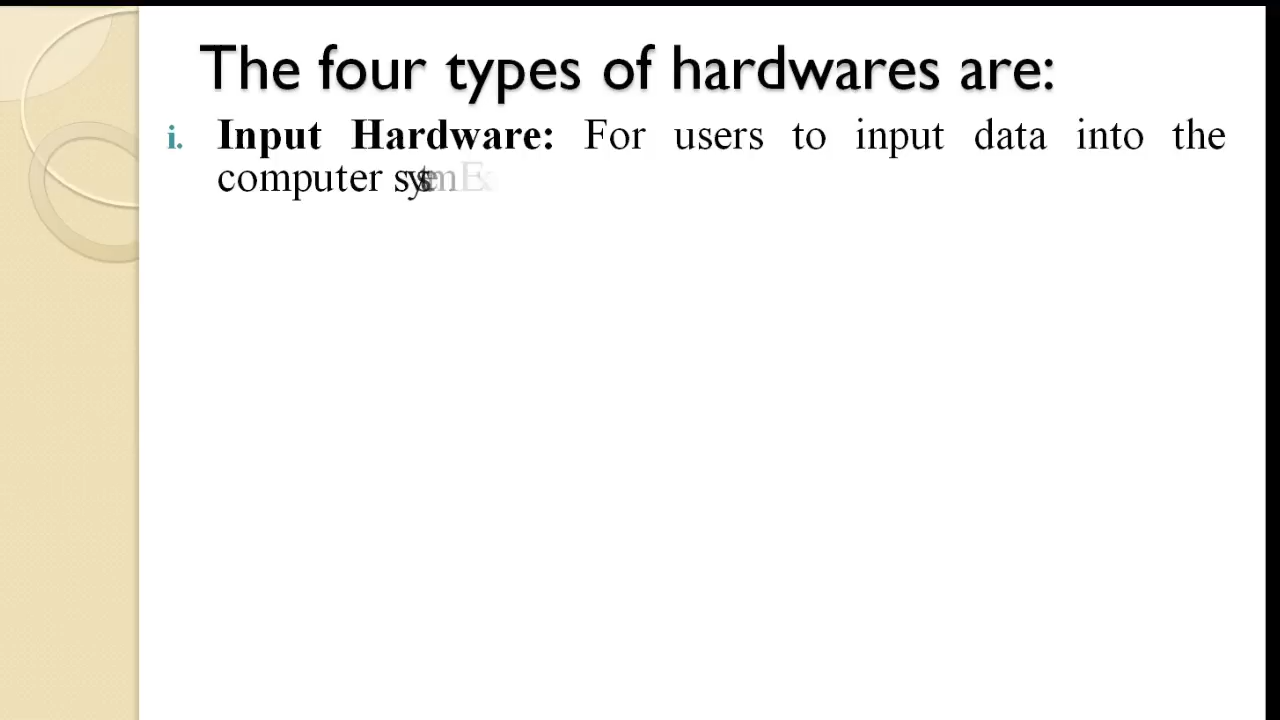 The four types of hardwares are:
i. Input Hardware: For users to input data into the
computer system